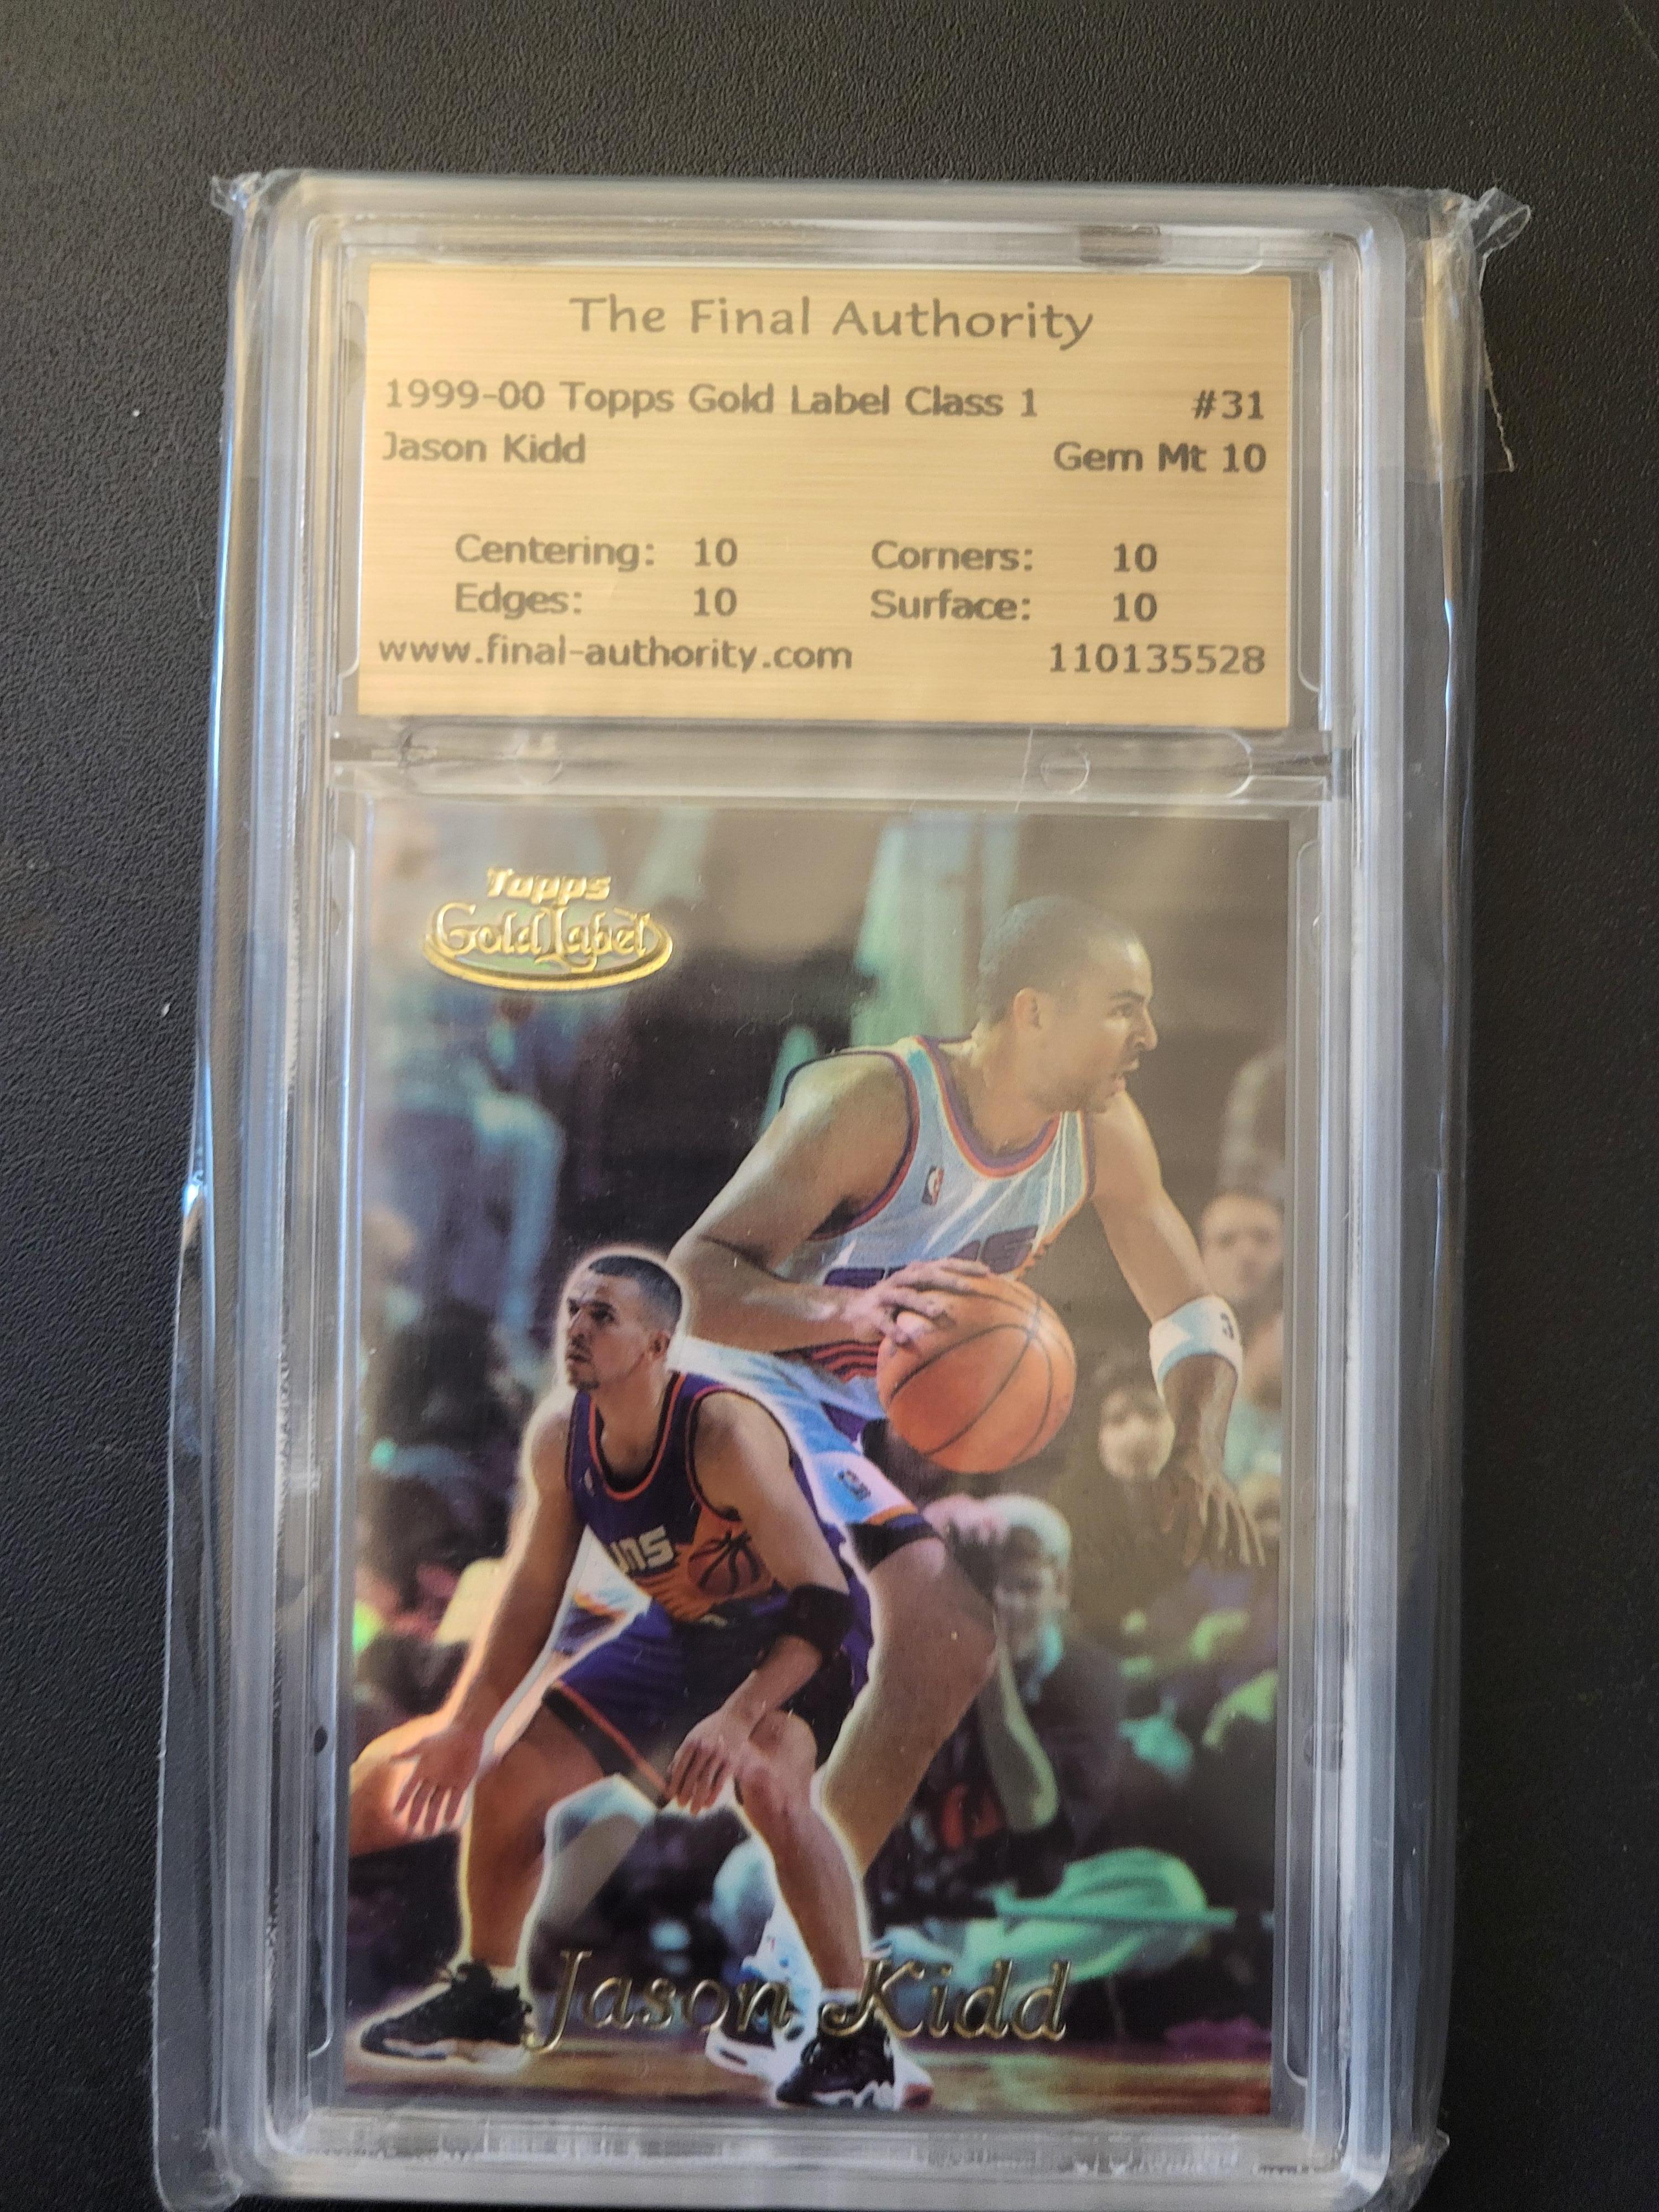 The Final Authority
1999-00 Topps Gold Label Class 1 #31
Jason Kidd Gem Mt 10
Centering: 10 Corners: 10
Edges: 10 Surface: 10
www.final-authority.com 110135528
Topps
Gold Label
Jason Kidd